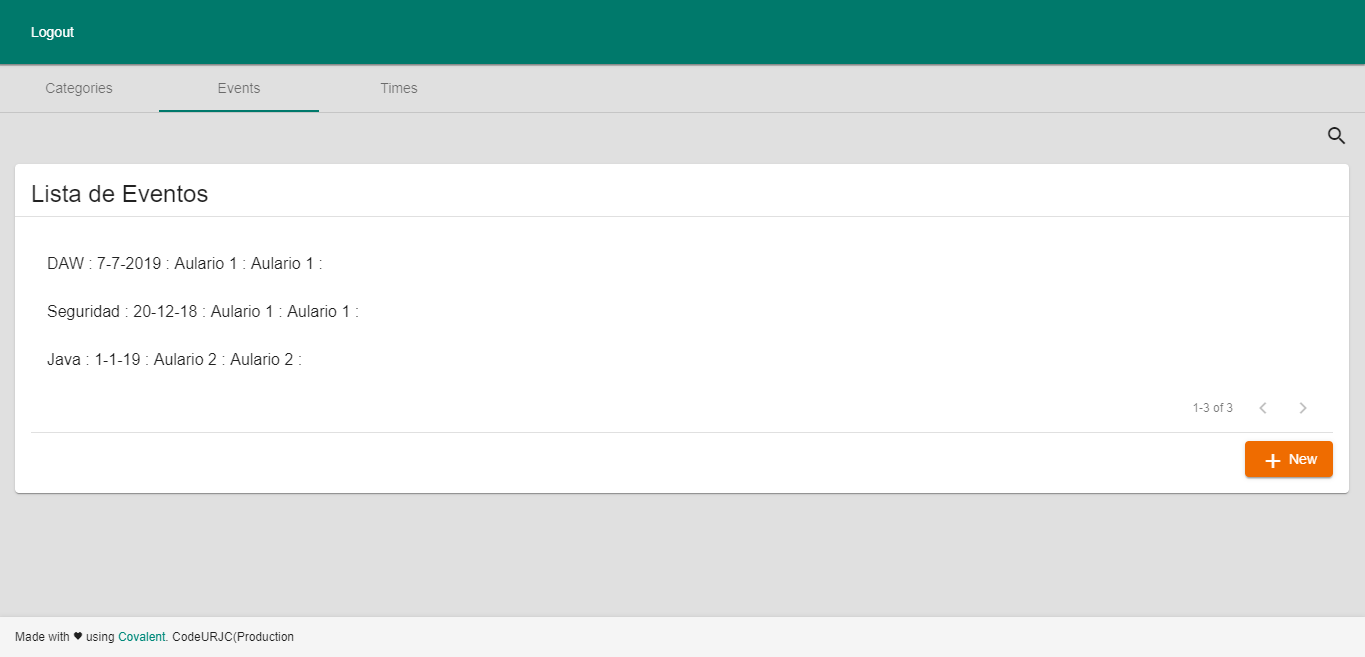 Logout
Categories Events Times
Lista de Eventos
DAW : 7-7-2019 : Aulario 1 : Aulario 1 :
Seguridad : 20-12-18 : Aulario 1 : Aulario 1 :
Java : 1-1-19 : Aulario 2 : Aulario 2 :
1-3 of 3
New
Made with ♥ using Covalent. CodeURJC(Production